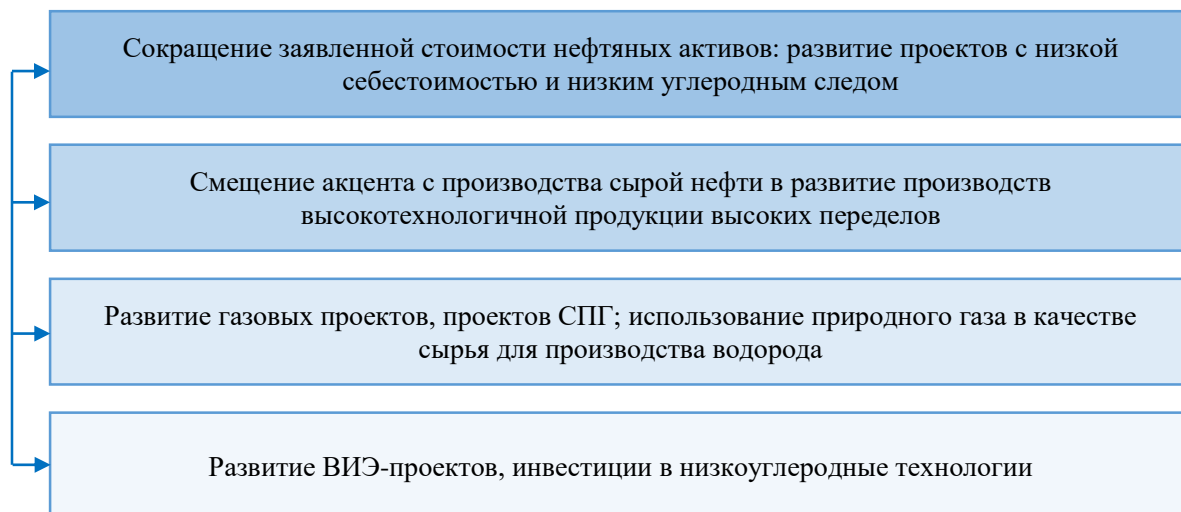 Сокращение заявленной стоимости нефтяных активов: развитие проектов с низкой
себестоимостью и низким углеродным следом
Смещение акцента с производства сырой нефти в развитие производств
высокотехнологичной продукции высоких переделов
Развитие газовых проектов, проектов СПГ; использование природного газа в качестве
сырья для производства водорода
Развитие ВИЭ-проектов, инвестиции в низкоуглеродные технологии